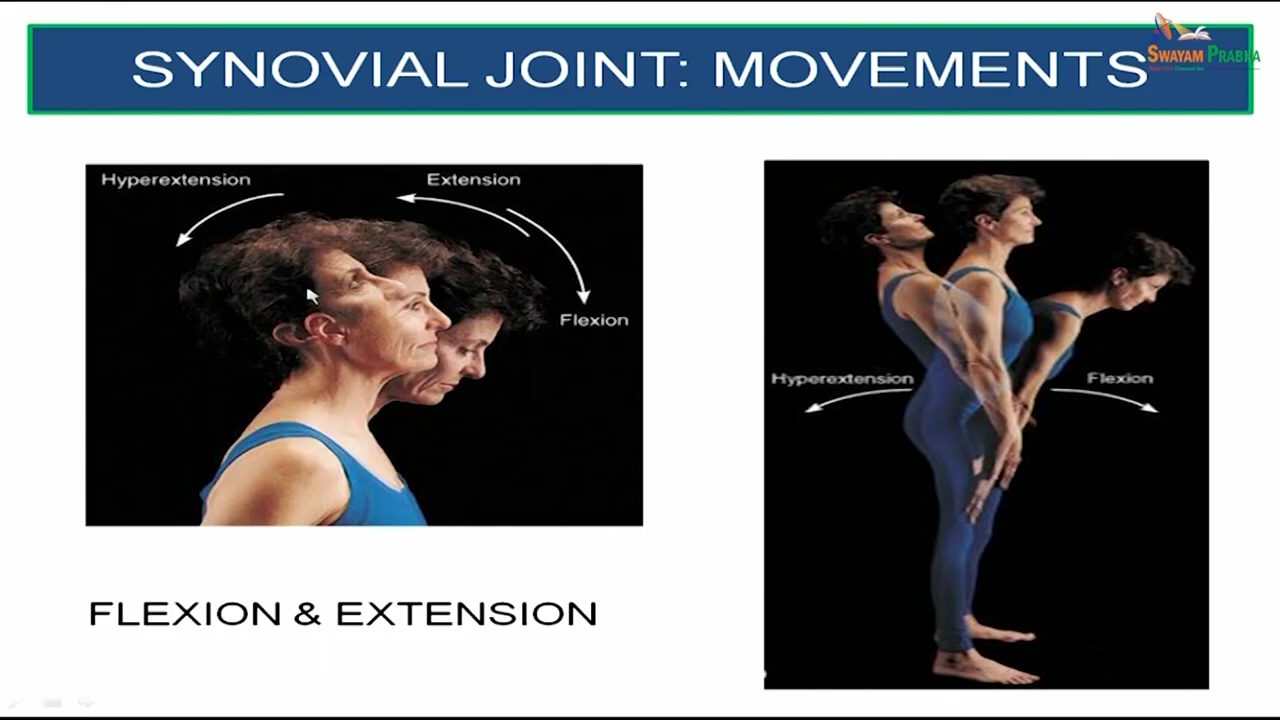 SYNOVIAL JOINT: MOVEMENTS
SWAYAM PRABHA
Hyperextension
Extension
Flexion
Hyperextension
Flexion
FLEXION & EXTENSION